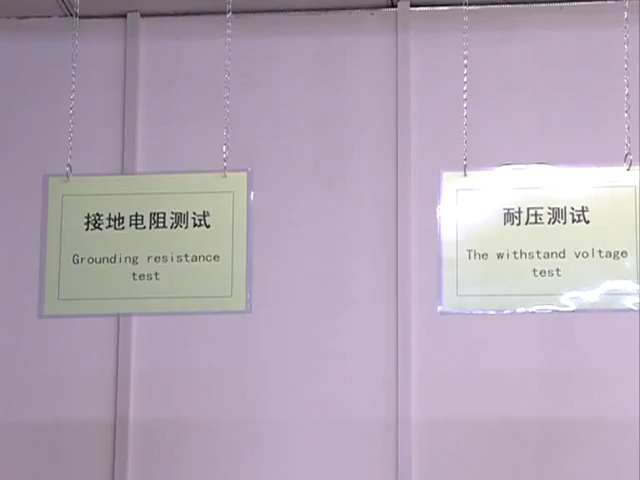 接地电阻测试
Grounding resistance
test
耐压测试
The withstand voltage
test